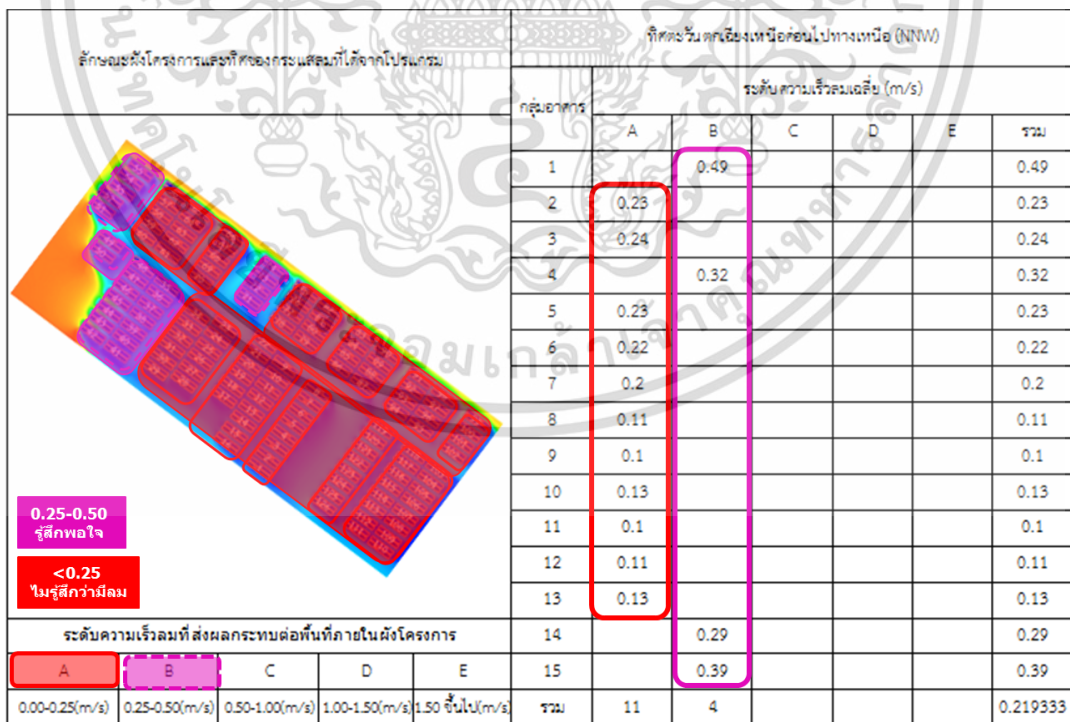 ลักษณะผังโครงการและทิศของกระแสลมที่ได้จากโปรแกรม
ทิศตะวันตกเฉียงเหนือค่อนไปทางเหนือ (NNW)
กลุ่มอาคาร
ระดับความเร็วลมเฉลี่ย (m/s)
A B C D E รวม
1 0.49 0.49
2 0.23 0.23
3 0.24 0.24
4 0.32 0.32
5 0.23 0.23
6 0.22 0.22
7 0.2 0.2
8 0.11 0.11
9 0.1 0.1
10 0.13 0.13
11 0.1 0.1
12 0.11 0.11
13 0.13 0.13
14 0.29 0.29
15 0.39 0.39
รวม 11 4 0.219333
0.25-0.50
รู้สึกพอใจ
<0.25
ไม่รู้สึกว่ามีลม
ระดับความเร็วลมที่ส่งผลกระทบต่อพื้นที่ภายในผังโครงการ
A B C D E
0.00-0.25(m/s) 0.25-0.50(m/s) 0.50-1.00(m/s) 1.00-1.50(m/s) 1.50 ขึ้นไป(m/s)